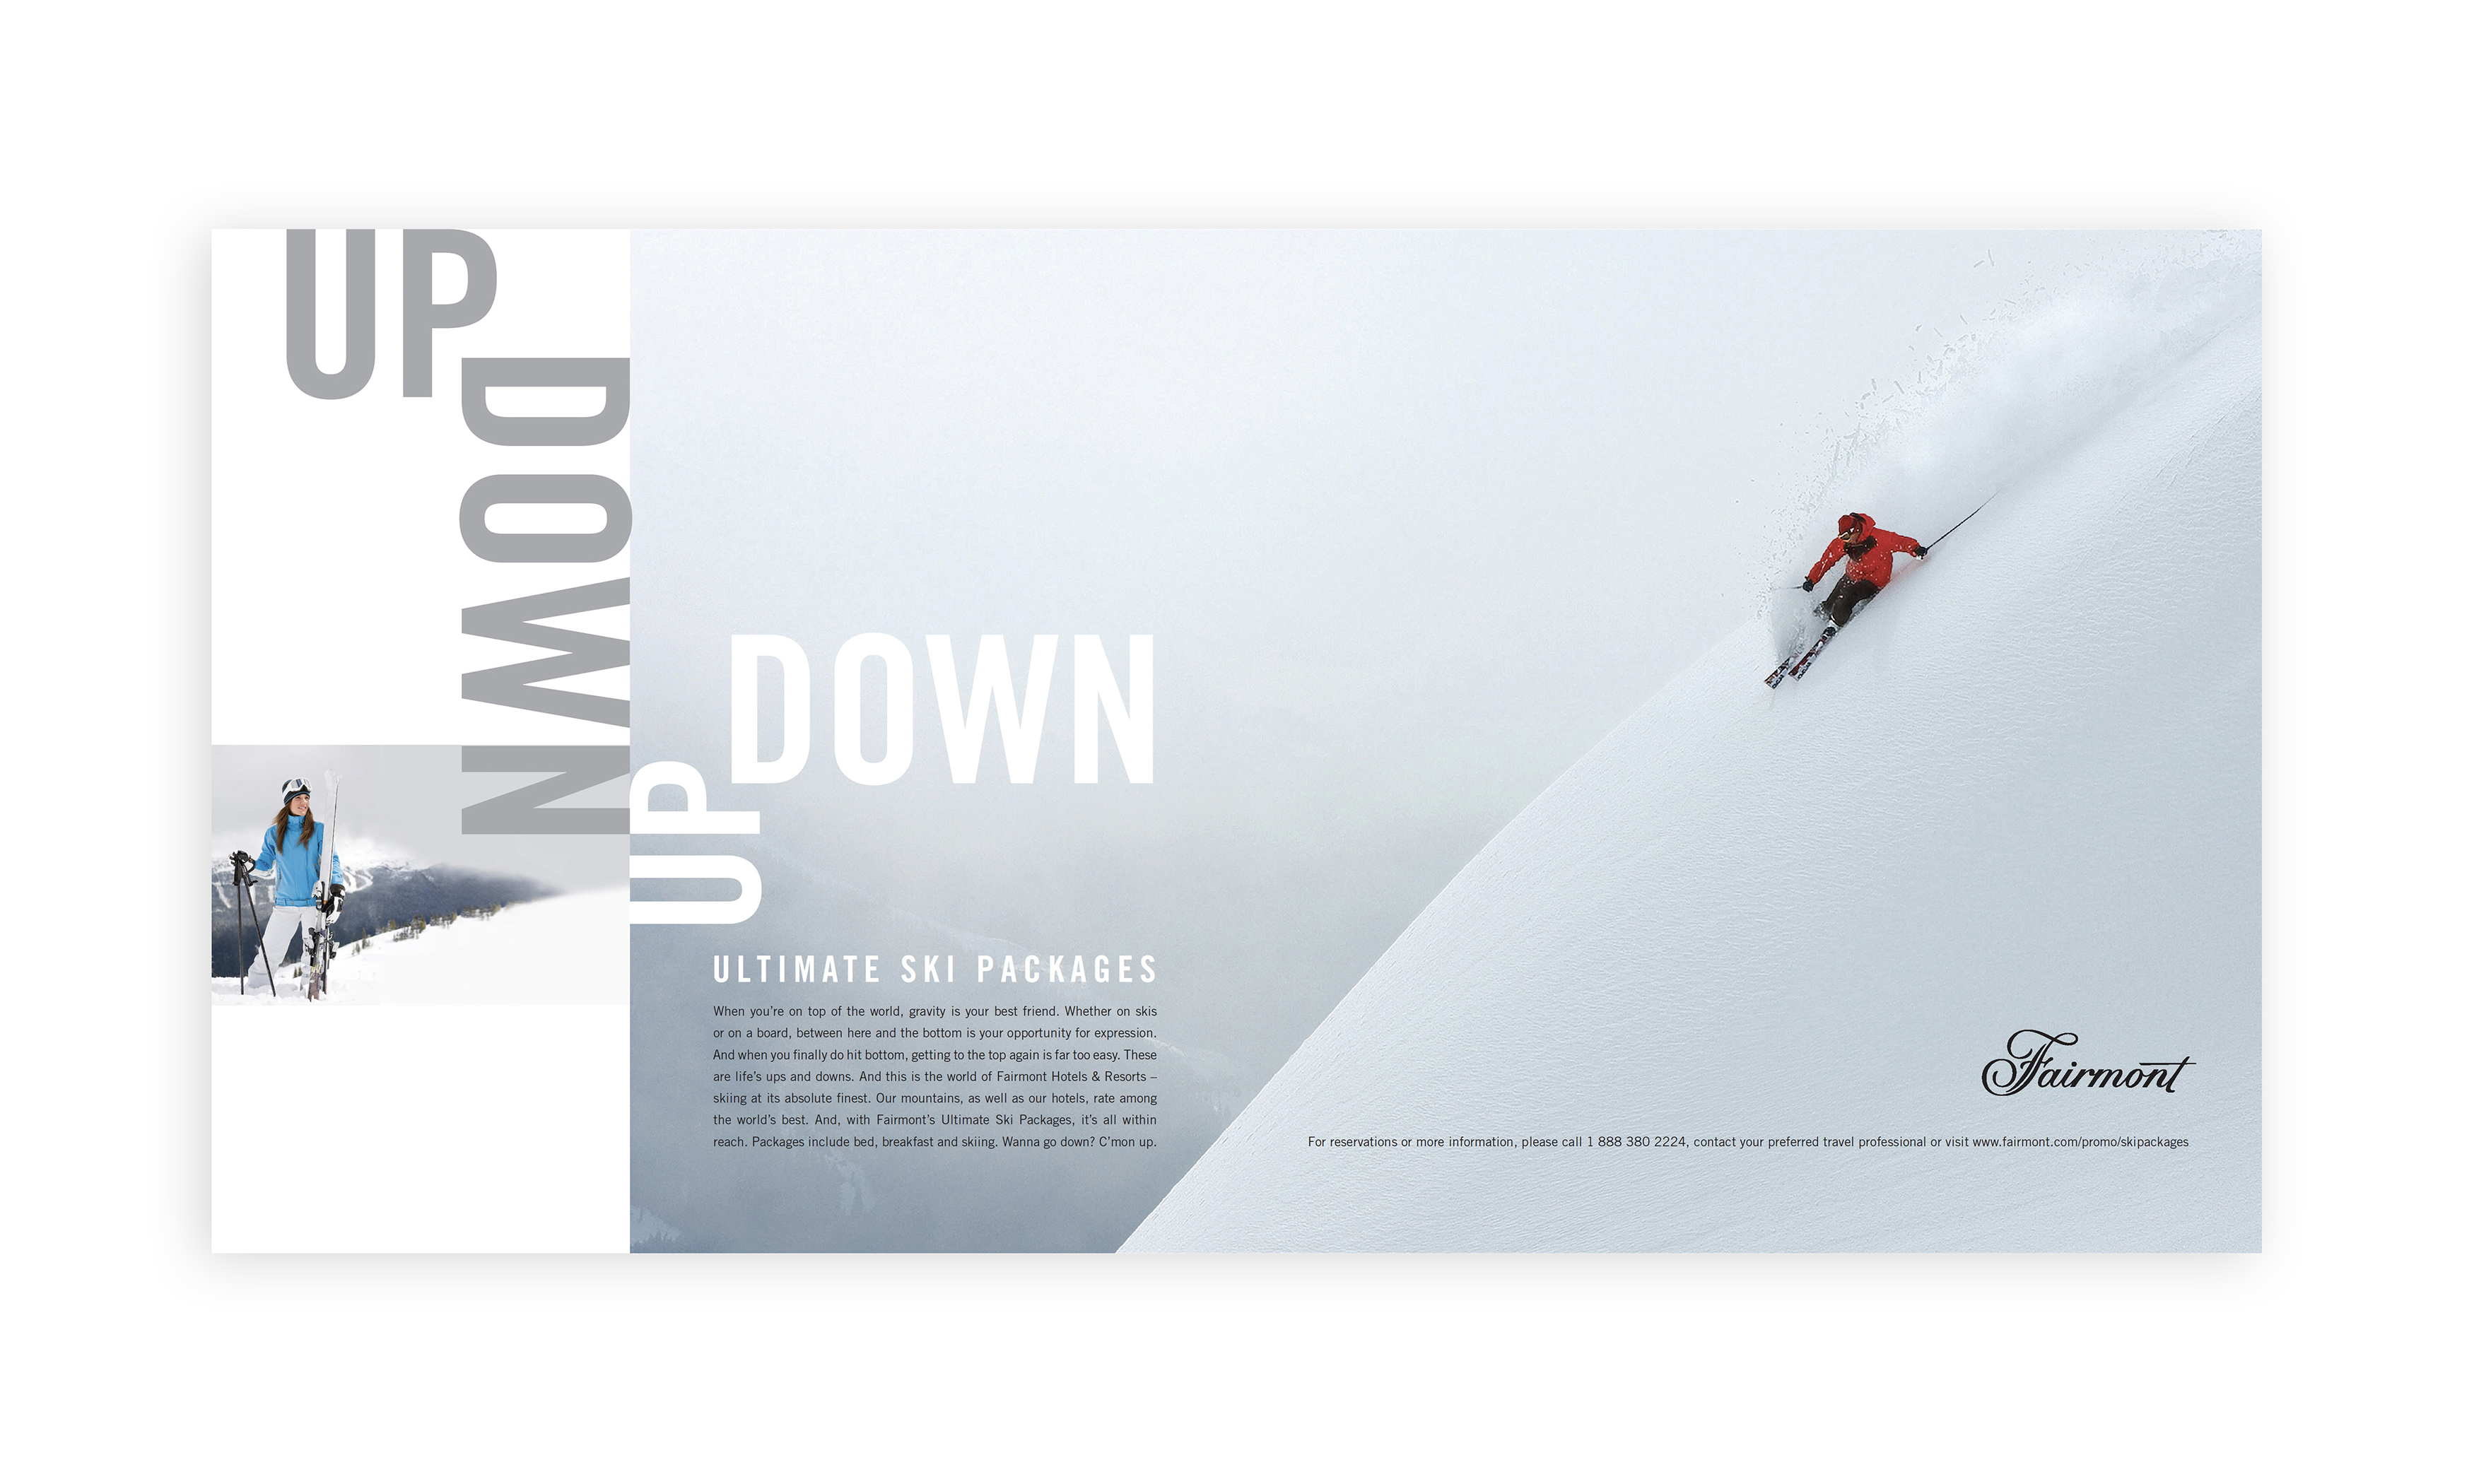 UP
DOWN
DOWN
UP
ULTIMATE SKI PACKAGES
When you’re on top of the world, gravity is your best friend. Whether on skis
or on a board, between here and the bottom is your opportunity for expression.
And when you finally do hit bottom, getting to the top again is far too easy. These
are life’s ups and downs. And this is the world of Fairmont Hotels & Resorts –
skiing at its absolute finest. Our mountains, as well as our hotels, rate among
the world’s best. And, with Fairmont’s Ultimate Ski Packages, it’s all within
reach. Packages include bed, breakfast and skiing. Wanna go down? C’mon up.
Fairmont
For reservations or more information, please call 1 888 380 2224, contact your preferred travel professional or visit www.fairmont.com/promo/skipackages